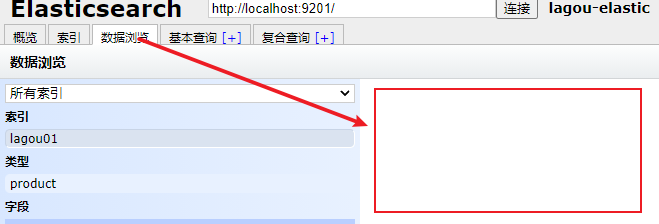 Elasticsearch http://localhost:9201/ 连接 lagou-elastic
概览 索引 数据浏览 基本查询 [+] 复合查询 [+]
数据浏览
所有索引
索引
lagou01
类型
product
字段